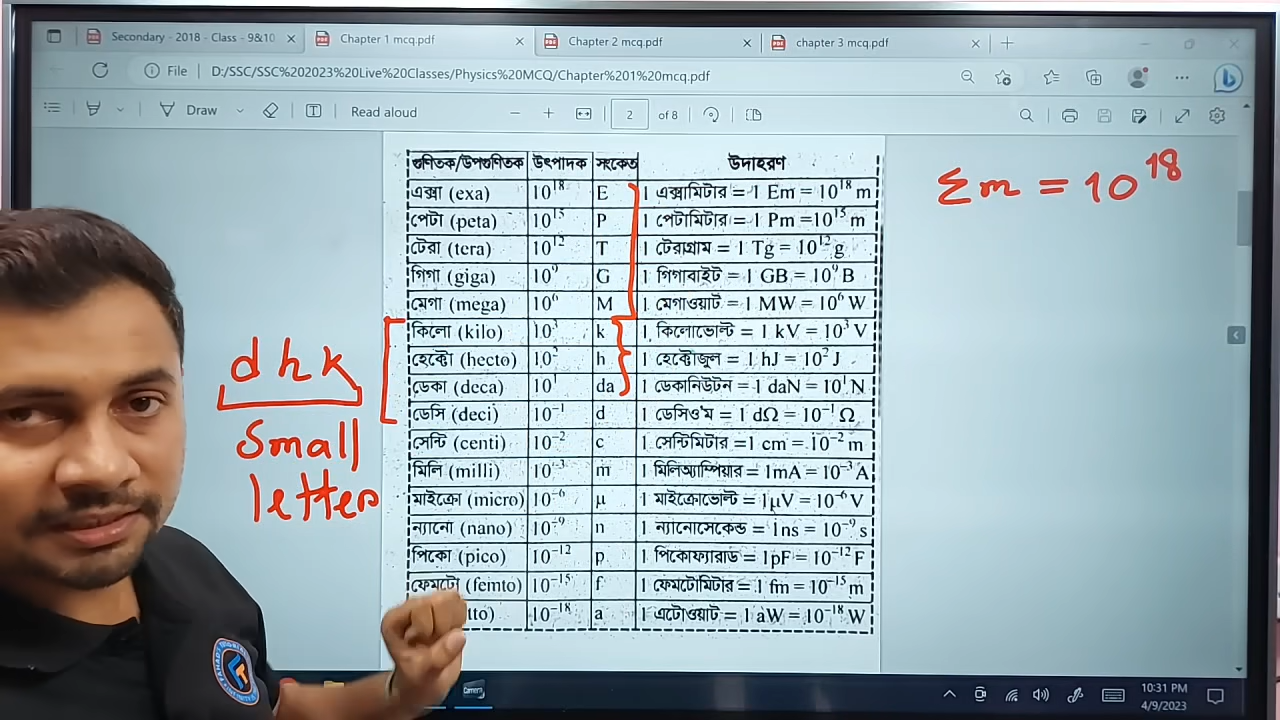 Secondary - 2018 - Class - 9&10
Chapter 1 mcq.pdf
Chapter 2 mcq.pdf
chapter 3 mcq.pdf
File D:/SSC/SSC%202023%20Live%20Classes/Physics%20MCQ/Chapter%201%20mcq.pdf
Draw
Read aloud
2 of 8
গুণিতক/উপগুণিতক উৎপাদক সংকেত উদাহরণ
এক্সা (exa) 10¹⁸ E 1 এক্সামিটার = 1 Em = 10¹⁸ m
পেটা (peta) 10¹⁵ P 1 পেটামিটার = 1 Pm =10¹⁵ m
টেরা (tera) 10¹² T 1 টেরাগ্রাম = 1 Tg = 10¹² g
গিগা (giga) 10⁹ G 1 গিগাবাইট = 1 GB = 10⁹ B
মেগা (mega) 10⁶ M 1 মেগাওয়াট = 1 MW = 10⁶ W
কিলো (kilo) 10³ k 1 কিলোভোল্ট = 1 kV = 10³ V
হেক্টো (hecto) 10² h 1 হেক্টোজুল = 1 hJ = 10² J
ডেকা (deca) 10¹ da 1 ডেকানিউটন = 1 daN = 10¹ N
ডেসি (deci) 10⁻¹ d 1 ডেসিও'ম = 1 dΩ = 10⁻¹ Ω
সেন্টি (centi) 10⁻² c 1 সেন্টিমিটার =1 cm = 10⁻² m
মিলি (milli) 10⁻³ m 1 মিলিঅ্যাম্পিয়ার = 1mA = 10⁻³ A
মাইক্রো (micro) 10⁻⁶ μ 1 মাইক্রোভোল্ট = 1μV = 10⁻⁶ V
ন্যানো (nano) 10⁻⁹ n 1 ন্যানোসেকেন্ড = 1ns = 10⁻⁹ s
পিকো (pico) 10⁻¹² p 1 পিকোফ্যারাড = 1pF = 10⁻¹² F
ফেমটো (femto) 10⁻¹⁵ f 1 ফেমটোমিটার = 1 fm = 10⁻¹⁵ m
tto) 10⁻¹⁸ a 1 এটোওয়াট = 1 aW = 10⁻¹⁸ W
Em = 10¹⁸
d h k
Small
letter
10:31 PM
4/9/2023